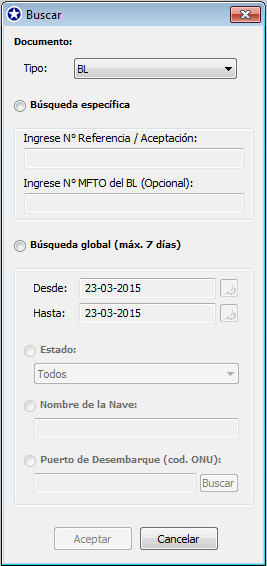 Buscar
Documento:
Tipo: BL
Búsqueda específica
Ingrese Nº Referencia / Aceptación:
Ingrese Nº MFTO del BL (Opcional):
Búsqueda global (máx. 7 días)
Desde: 23-03-2015
Hasta: 23-03-2015
Estado:
Todos
Nombre de la Nave:
Puerto de Desembarque (cod. ONU):
Buscar
Aceptar Cancelar